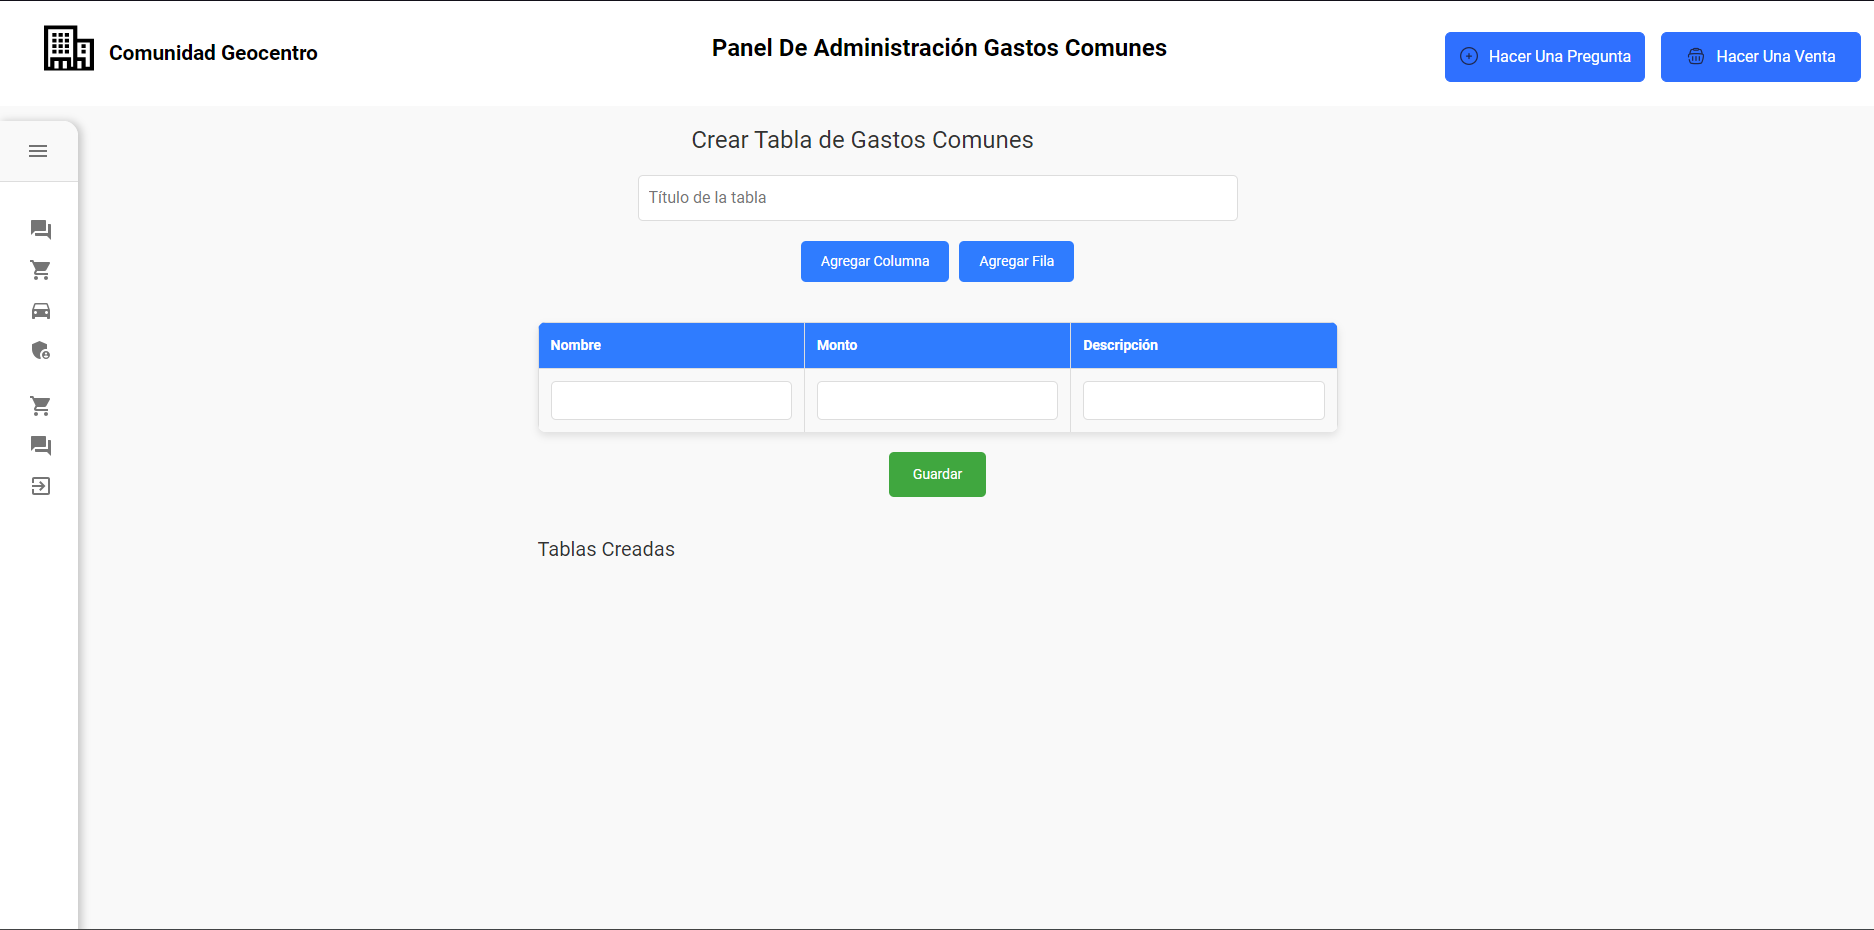 Comunidad Geocentro
Panel De Administración Gastos Comunes
Hacer Una Pregunta
Hacer Una Venta
Crear Tabla de Gastos Comunes
Título de la tabla
Agregar Columna
Agregar Fila
Nombre
Monto
Descripción
Guardar
Tablas Creadas